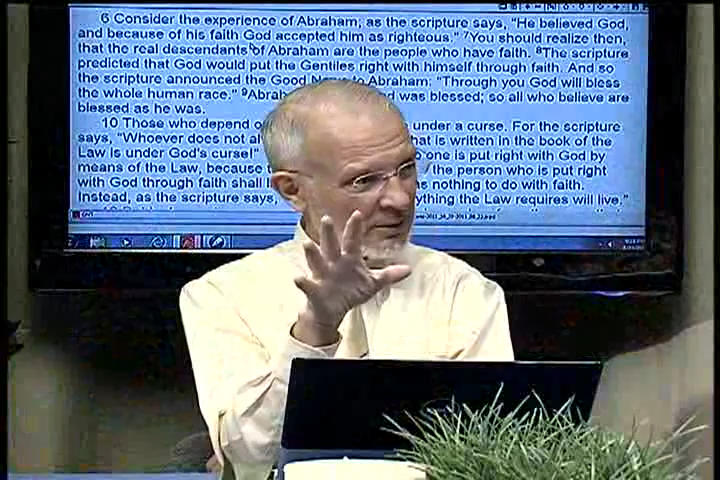 6 Consider the experience of Abraham; as the scripture says, "He believed God,
and because of his faith God accepted him as righteous." 7You should realize then,
that the real descendants of Abraham are the people who have faith. 8The scripture
predicted that God would put the Gentiles right with himself through faith. And so
the scripture announced the Good News to Abraham: "Through you God will bless
the whole human race." 9Abra d was blessed; so all who believe are
blessed as he was.
10 Those who depend o under a curse. For the scripture
says, "Whoever does not al hat is written in the book of the
Law is under God's curse!" one is put right with God by
means of the Law, because the person who is put right
with God through faith shall s nothing to do with faith.
Instead, as the scripture says, ything the Law requires will live."